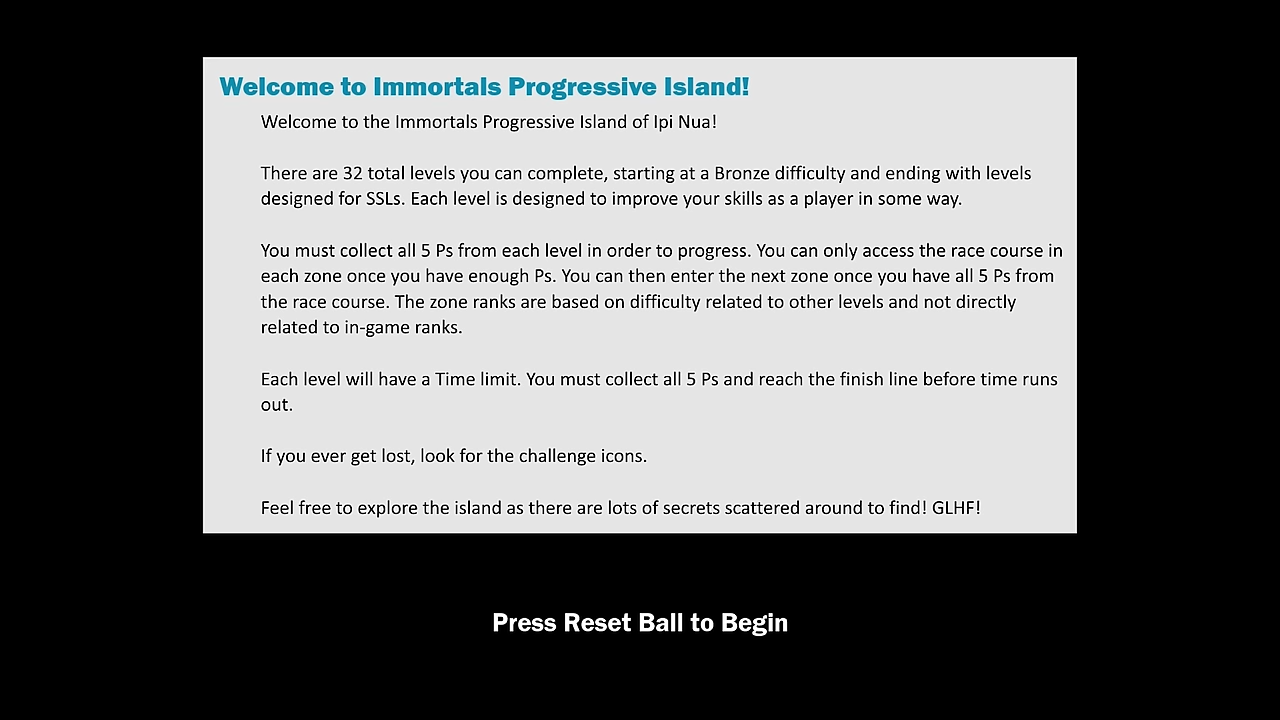 Welcome to Immortals Progressive Island!
Welcome to the Immortals Progressive Island of Ipi Nua!
There are 32 total levels you can complete, starting at a Bronze difficulty and ending with levels
designed for SSLs. Each level is designed to improve your skills as a player in some way.
You must collect all 5 Ps from each level in order to progress. You can only access the race course in
each zone once you have enough Ps. You can then enter the next zone once you have all 5 Ps from
the race course. The zone ranks are based on difficulty related to other levels and not directly
related to in-game ranks.
Each level will have a Time limit. You must collect all 5 Ps and reach the finish line before time runs
out.
If you ever get lost, look for the challenge icons.
Feel free to explore the island as there are lots of secrets scattered around to find! GLHF!
Press Reset Ball to Begin